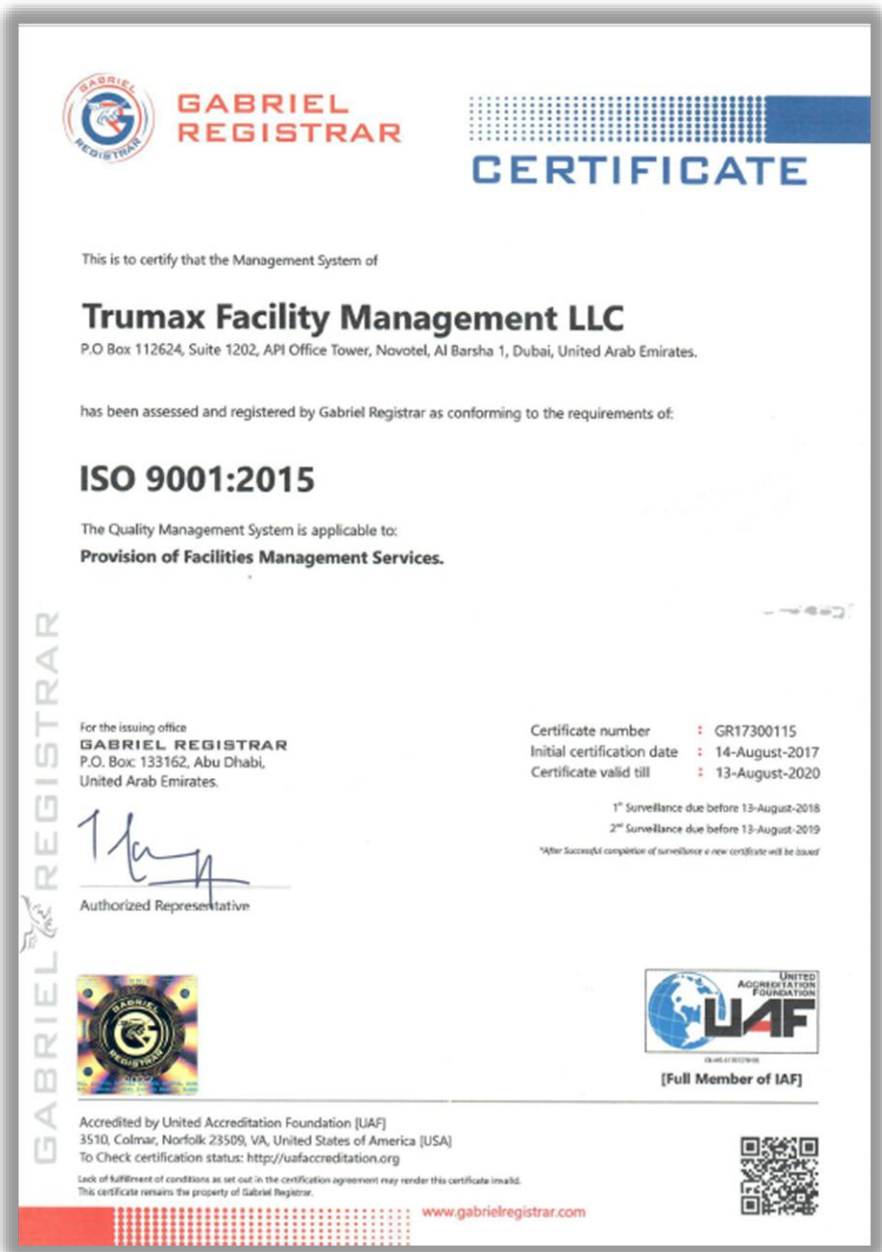 GABRIEL
REGISTRAR
GABRIEL
REGISTRAR
CERTIFICATE
This is to certify that the Management System of
Trumax Facility Management LLC
P.O Box 112624, Suite 1202, API Office Tower, Novotel, Al Barsha 1, Dubai, United Arab Emirates.
has been assessed and registered by Gabriel Registrar as conforming to the requirements of:
ISO 9001:2015
The Quality Management System is applicable to:
Provision of Facilities Management Services.
GABRIEL REGISTRAR
For the issuing office
GABRIEL REGISTRAR
P.O. Box: 133162, Abu Dhabi,
United Arab Emirates.
Authorized Representative
Certificate number : GR17300115
Initial certification date : 14-August-2017
Certificate valid till : 13-August-2020
1st Surveillance due before 13-August-2018
2nd Surveillance due before 13-August-2019
*After Successful completion of surveillance a new certificate will be issued
GABRIEL
REGISTRAR
UNITED
ACCREDITATION
FOUNDATION
UAF
[Full Member of IAF]
Accredited by United Accreditation Foundation [UAF]
3510, Colmar, Norfolk 23509, VA, United States of America [USA]
To Check certification status: http://uafaccreditation.org
Lack of fulfillment of conditions as set out in the certification agreement may render this certificate invalid.
This certificate remains the property of Gabriel Registrar.
www.gabrielregistrar.com